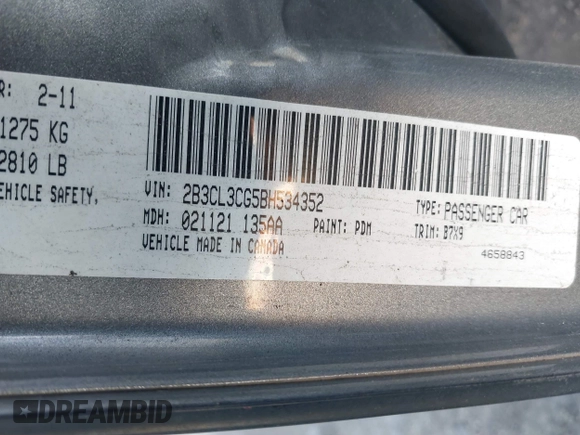 R: 2-11
1275 KG
2810 LB
VEHICLE SAFETY,
VIN: 2B3CL3CG5BH534352
TYPE: PASSENGER CAR
MDH: 021121 135AA PAINT: PDM TRIM: B7X9
VEHICLE MADE IN CANADA
4658843
DREAMBID